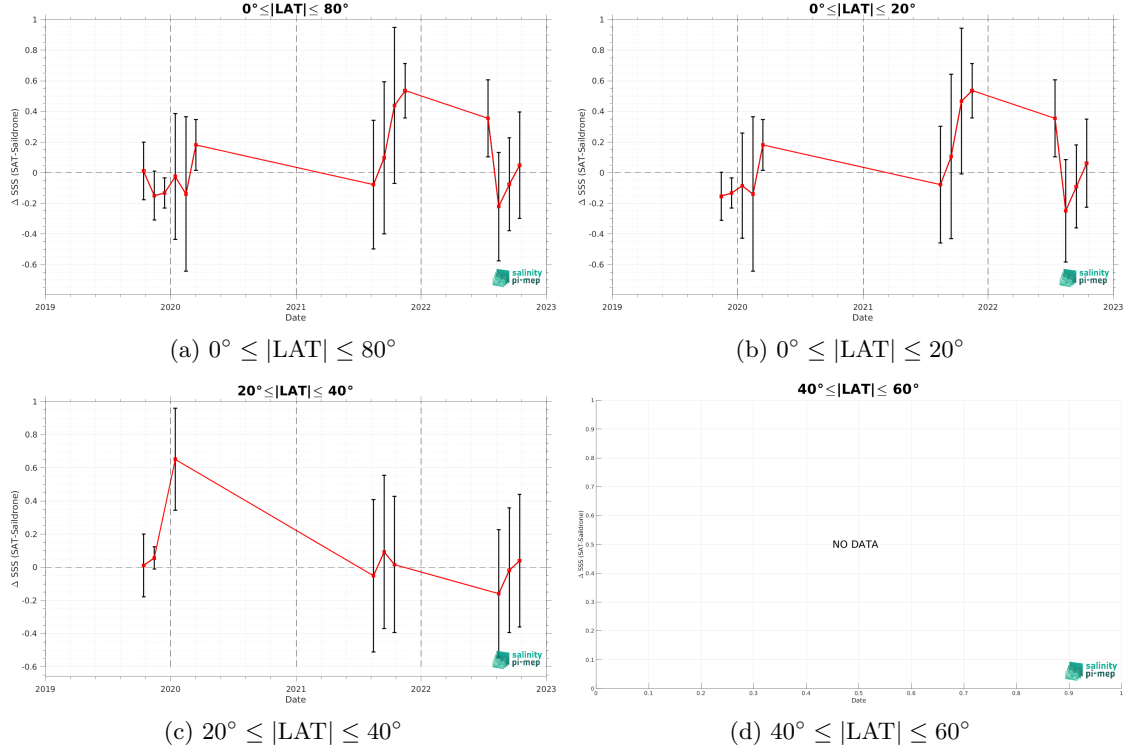 0°≤|LAT|≤ 80°
1
0.8
0.6
0.4
0.2
0
-0.2
-0.4
-0.6
Δ SSS (SAT-Saildrone)
2019
2020
2021
2022
2023
Date
salinity
pi-mep
(a) 0° ≤ |LAT| ≤ 80°
0°≤|LAT|≤ 20°
1
0.8
0.6
0.4
0.2
0
-0.2
-0.4
-0.6
Δ SSS (SAT-Saildrone)
2019
2020
2021
2022
2023
Date
salinity
pi-mep
(b) 0° ≤ |LAT| ≤ 20°
20°≤|LAT|≤ 40°
1
0.8
0.6
0.4
0.2
0
-0.2
-0.4
-0.6
Δ SSS (SAT-Saildrone)
2019
2020
2021
2022
2023
Date
salinity
pi-mep
(c) 20° ≤ |LAT| ≤ 40°
40°≤|LAT|≤ 60°
1
0.9
0.8
0.7
0.6
0.5
0.4
0.3
0.2
0.1
0
Δ SSS (SAT-Saildrone)
NO DATA
0
0.1
0.2
0.3
0.4
0.5
0.6
0.7
0.8
0.9
1
Date
salinity
pi-mep
(d) 40° ≤ |LAT| ≤ 60°